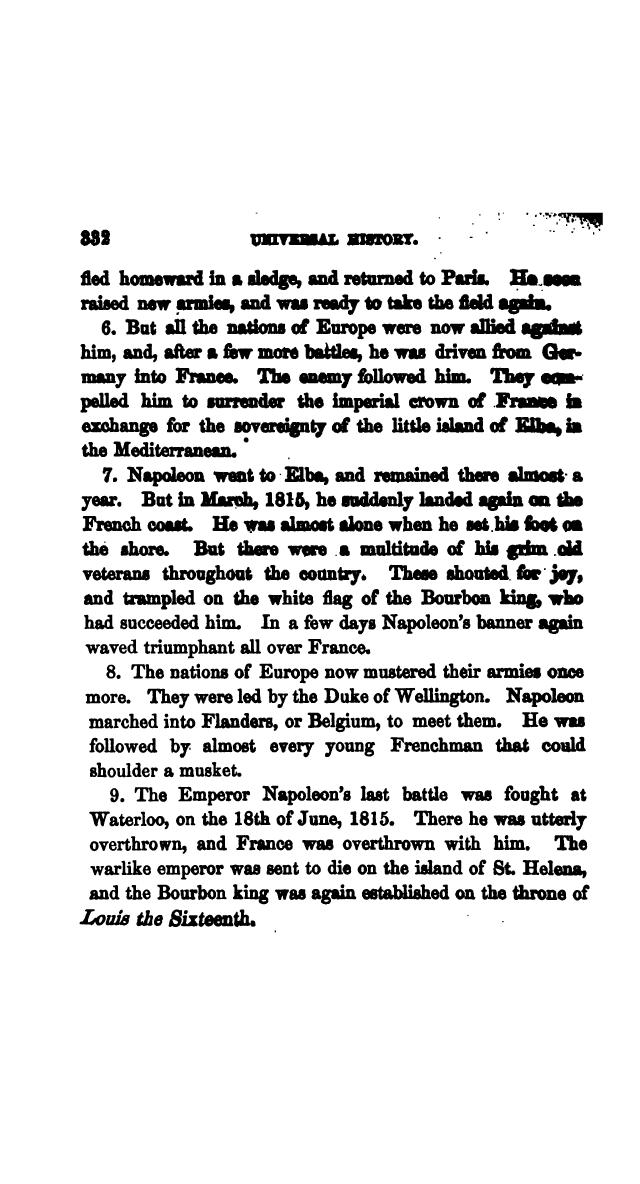 332 UNIVERSAL HISTORY.
fled homeward in a sledge, and returned to Paris. He soon
raised new armies, and was ready to take the field again.
6. But all the nations of Europe were now allied against
him, and, after a few more battles, he was driven from Ger-
many into France. The enemy followed him. They com-
pelled him to surrender the imperial crown of France in
exchange for the sovereignty of the little island of Elba, in
the Mediterranean.
7. Napoleon went to Elba, and remained there almost a
year. But in March, 1815, he suddenly landed again on the
French coast. He was almost alone when he set his foot on
the shore. But there were a multitude of his grim old
veterans throughout the country. These shouted for joy,
and trampled on the white flag of the Bourbon king, who
had succeeded him. In a few days Napoleon's banner again
waved triumphant all over France.
8. The nations of Europe now mustered their armies once
more. They were led by the Duke of Wellington. Napoleon
marched into Flanders, or Belgium, to meet them. He was
followed by almost every young Frenchman that could
shoulder a musket.
9. The Emperor Napoleon's last battle was fought at
Waterloo, on the 18th of June, 1815. There he was utterly
overthrown, and France was overthrown with him. The
warlike emperor was sent to die on the island of St. Helena,
and the Bourbon king was again established on the throne of
Louis the Sixteenth.